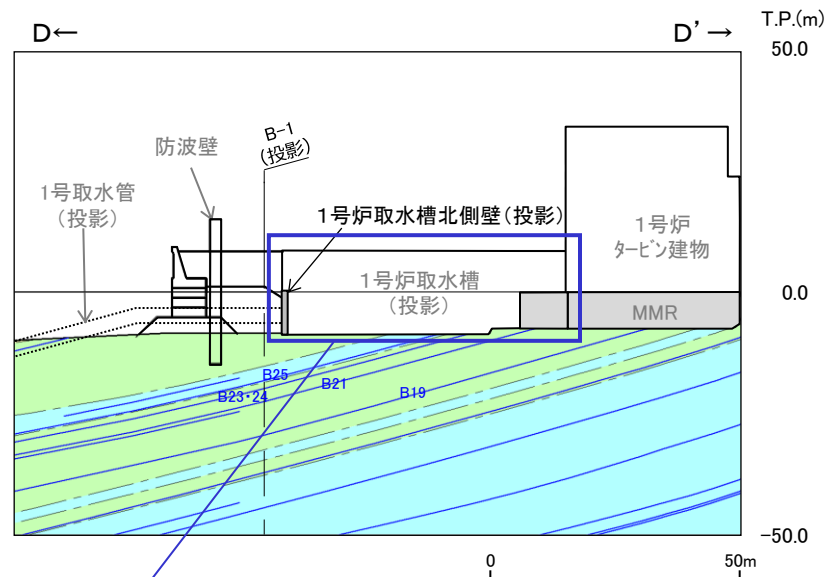 T.P.(m)
D←
D’→
50.0
B-1
(投影)
防波壁
1号取水管
(投影)
1号炉取水槽北側壁(投影)
1号炉
タービン建物
1号炉取水槽
(投影)
0.0
MMR
B25
B21
B23・24
B19
-50.0
0
50m